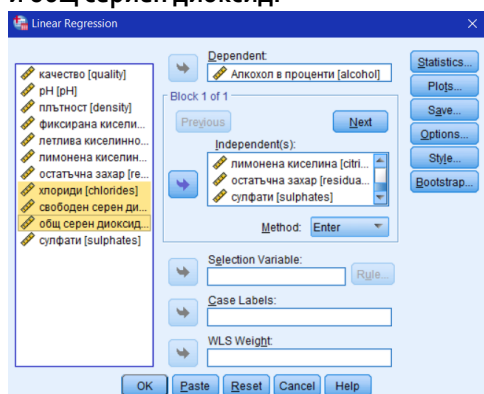 и общ сериен диоксид.
Linear Regression
качество [quality]
pH [pH]
плътност [density]
фиксирана кисели...
летлива киселинно...
лимонена киселин...
остатъчна захар [re...
хлориди [chlorides]
свободен серен ди...
общ серен диоксид...
сулфати [sulphates]
Dependent:
Алкохол в проценти [alcohol]
Block 1 of 1
Previous
Next
Independent(s):
лимонена киселина [citri...
остатъчна захар [residua...
сулфати [sulphates]
Method: Enter
Selection Variable:
Rule...
Case Labels:
WLS Weight:
Statistics...
Plots...
Save...
Options...
Style...
Bootstrap...
OK Paste Reset Cancel Help